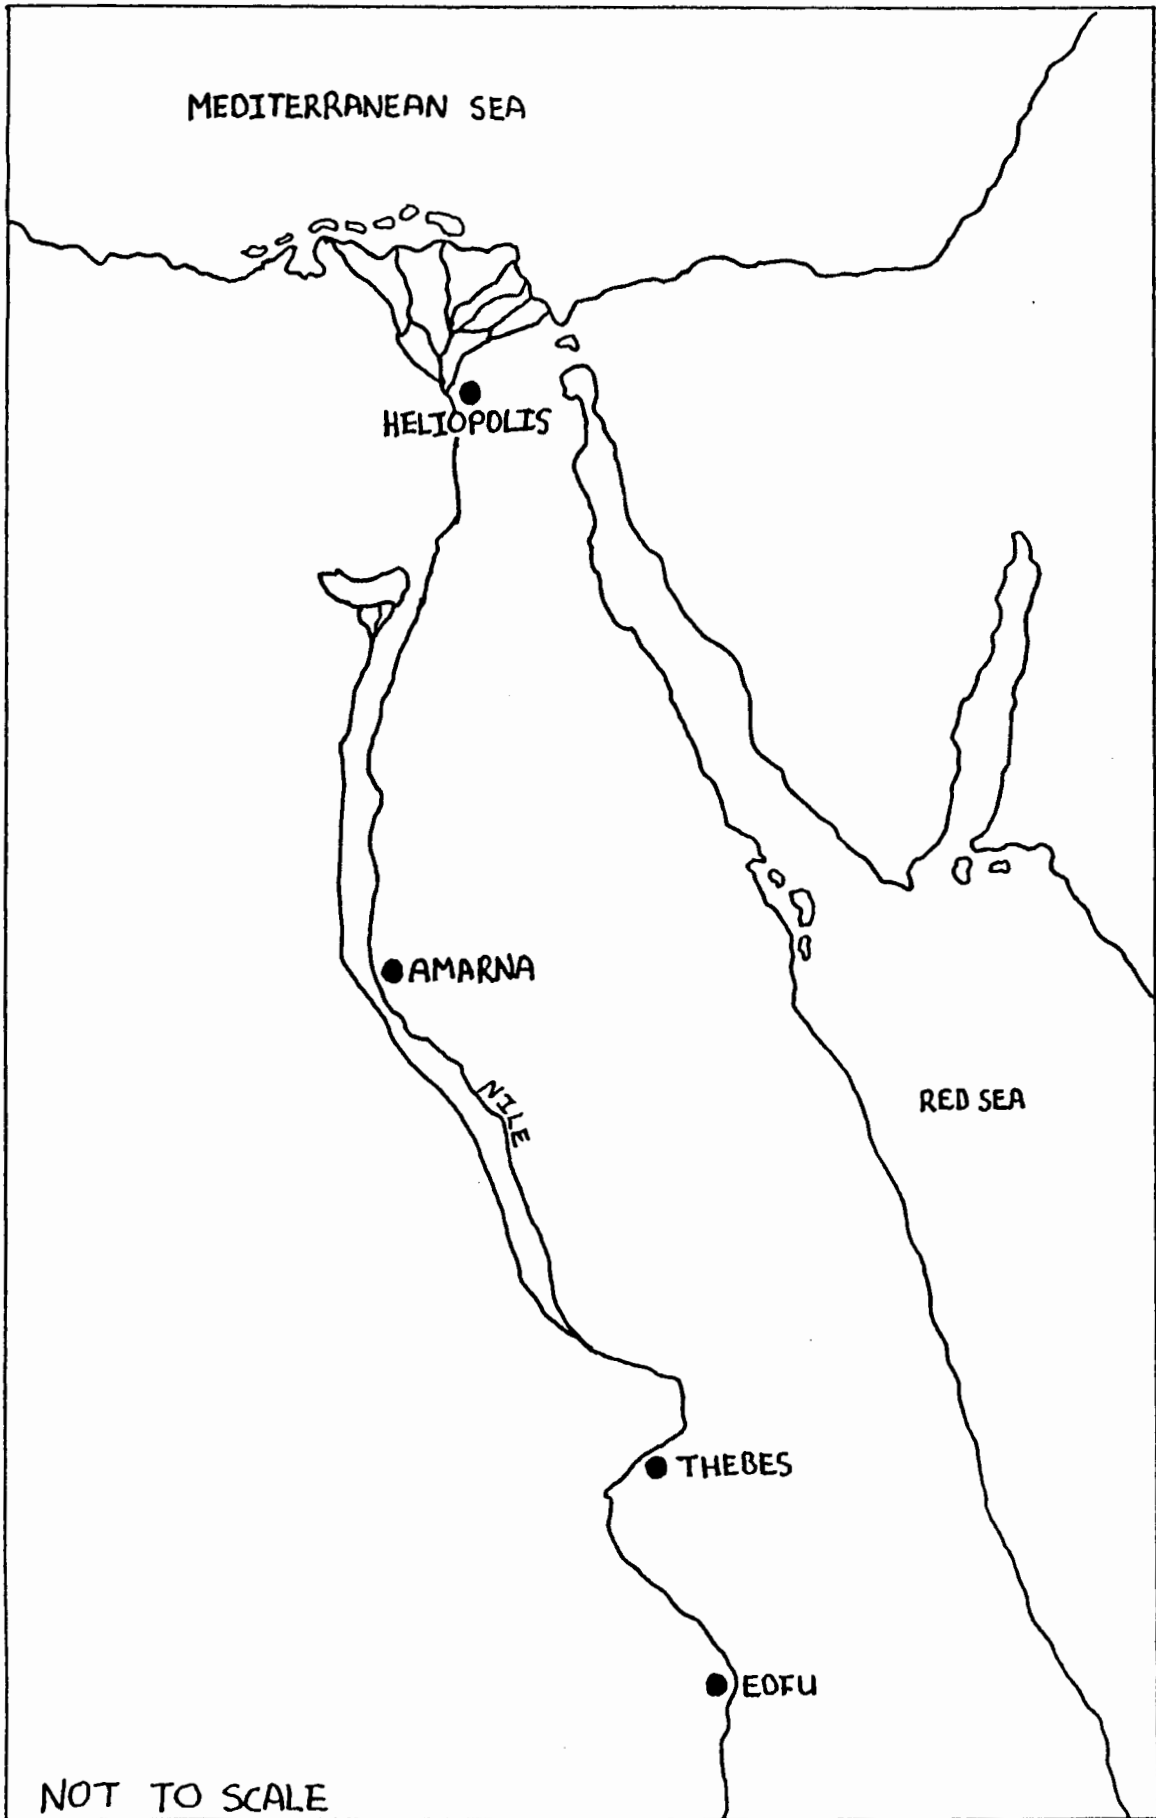 MEDITERRANEAN SEA
HELIOPOLIS
AMARNA
NILE
RED SEA
THEBES
EDFU
NOT TO SCALE